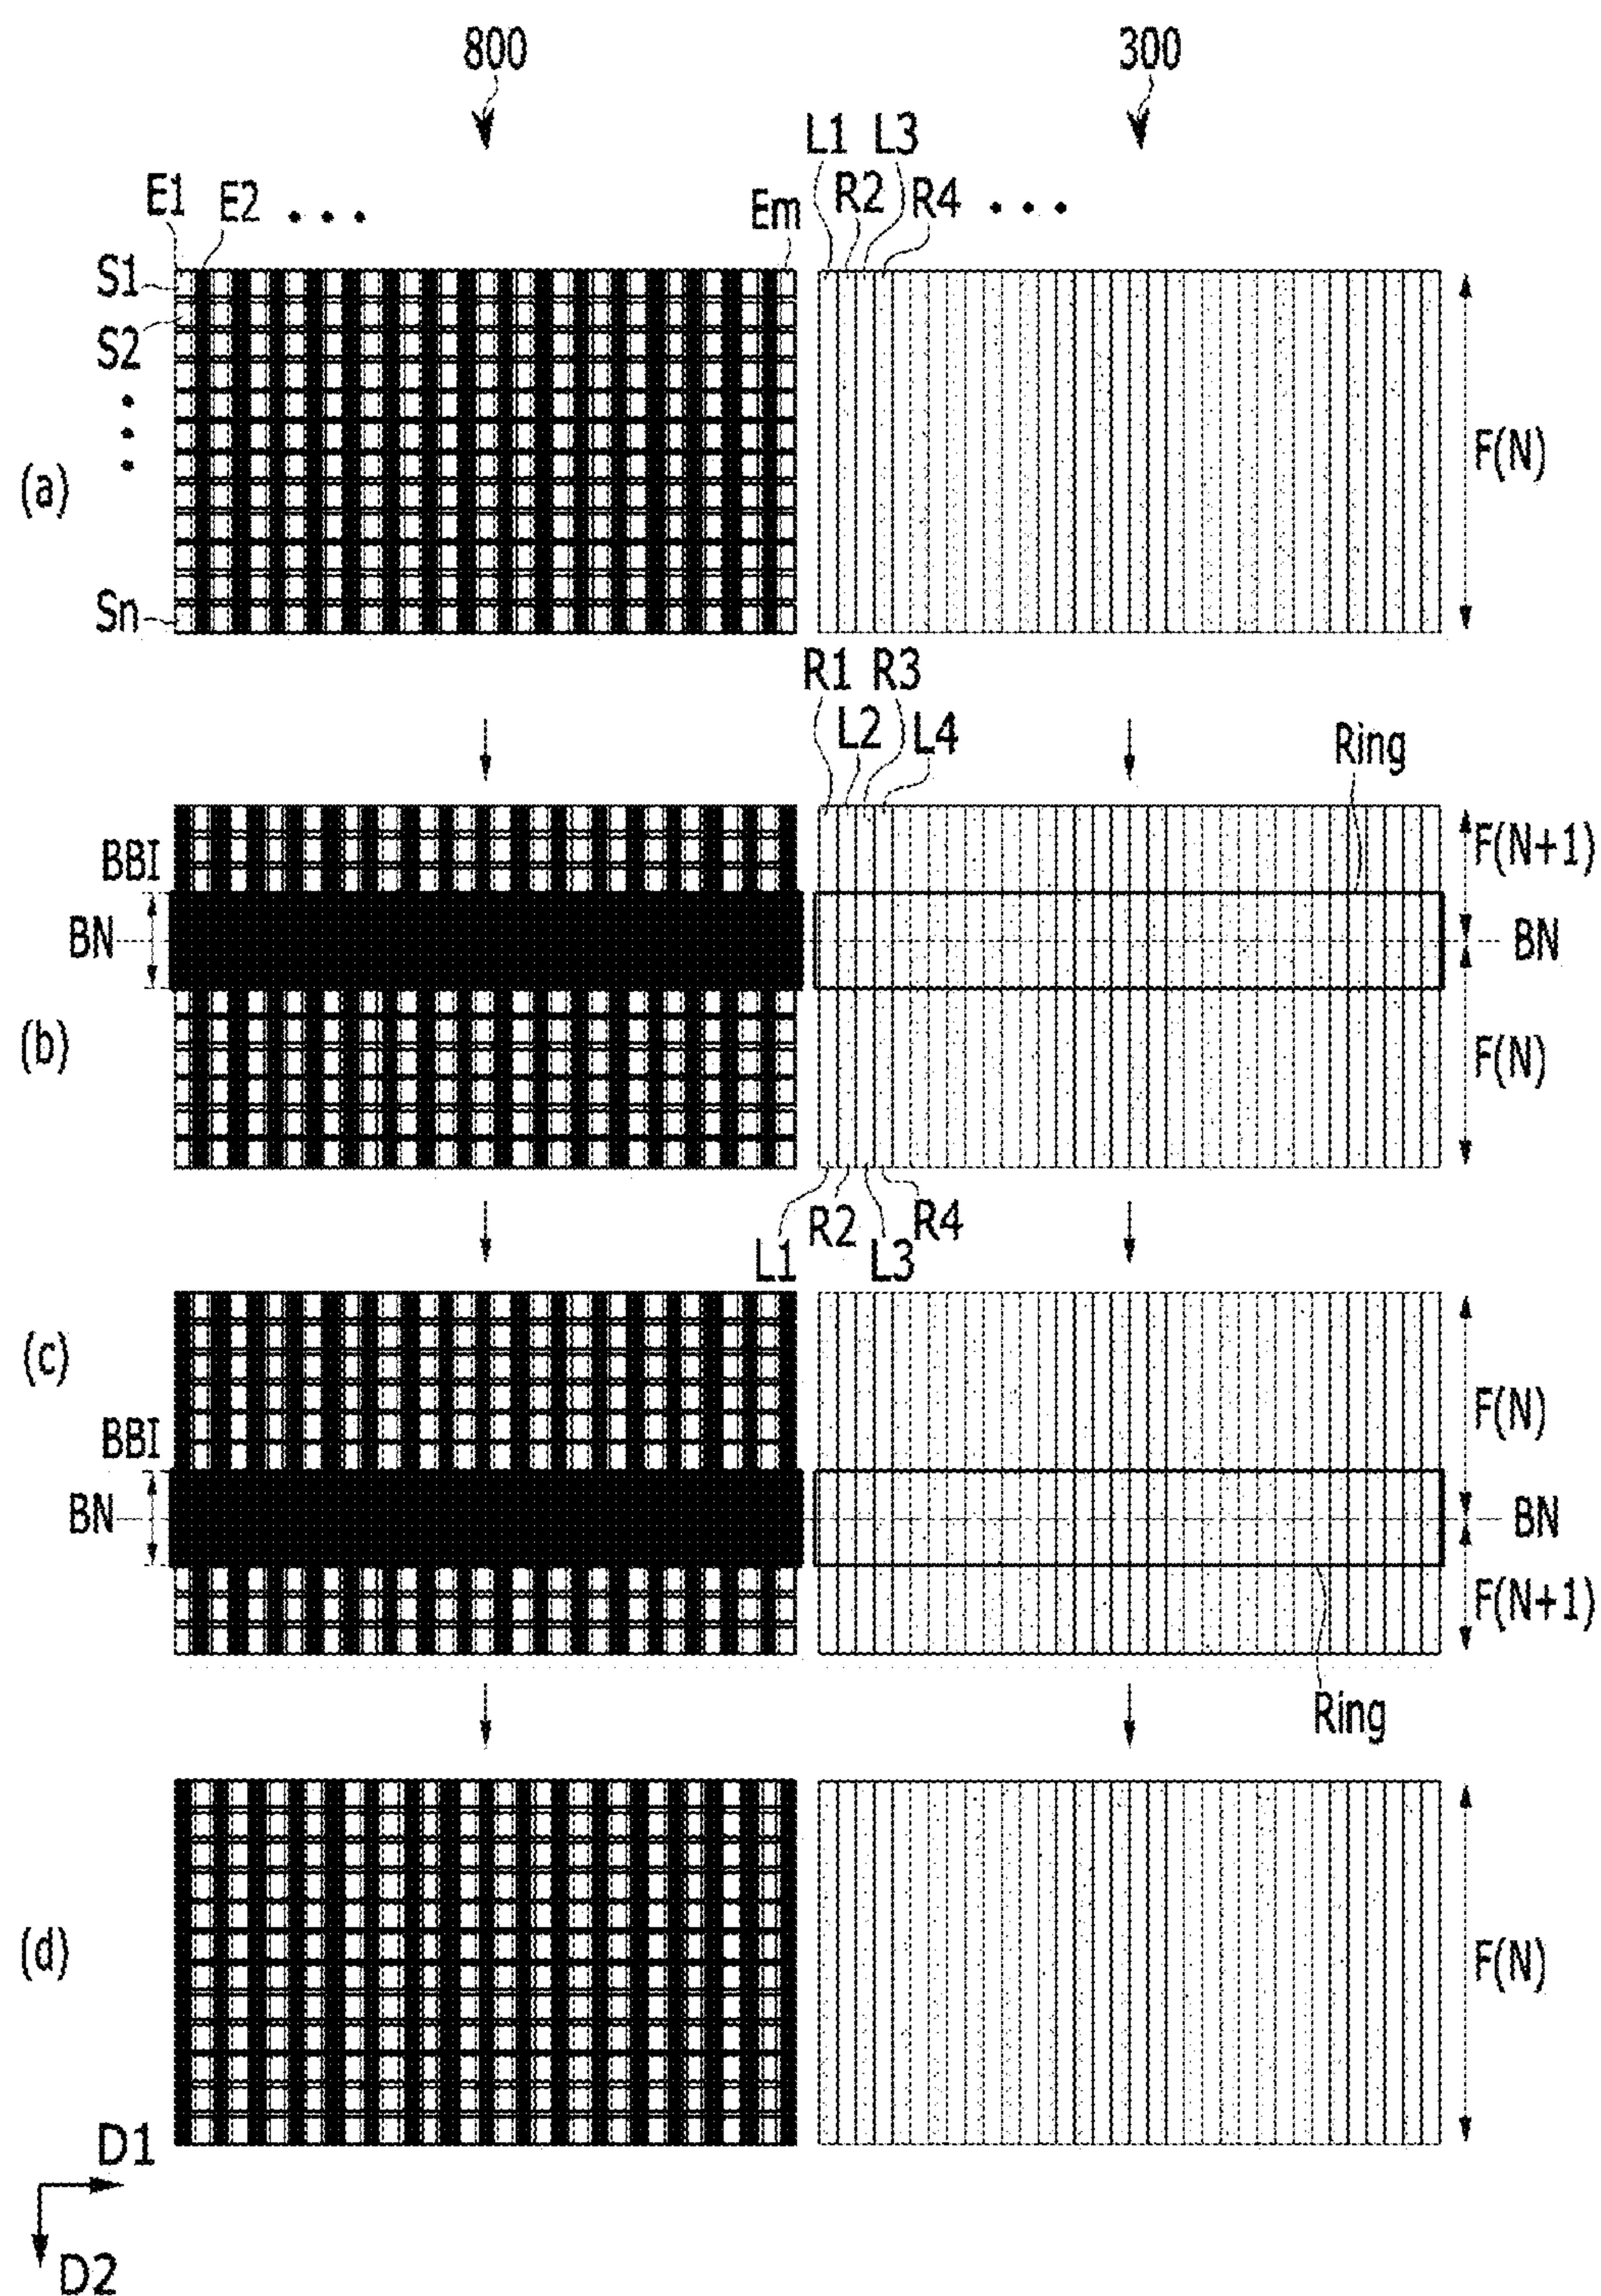 800 300
L1 L3
E1 E2 • • • Em R2 R4 • • •
S1
S2
•
•
•
F(N)
(a)
Sn
R1 R3
L2 L4 Ring
BBI F(N+1)
BN BN
(b) F(N)
R2 R4
L1 L3
(c)
F(N)
BBI
BN BN
F(N+1)
Ring
(d) F(N)
D1
D2